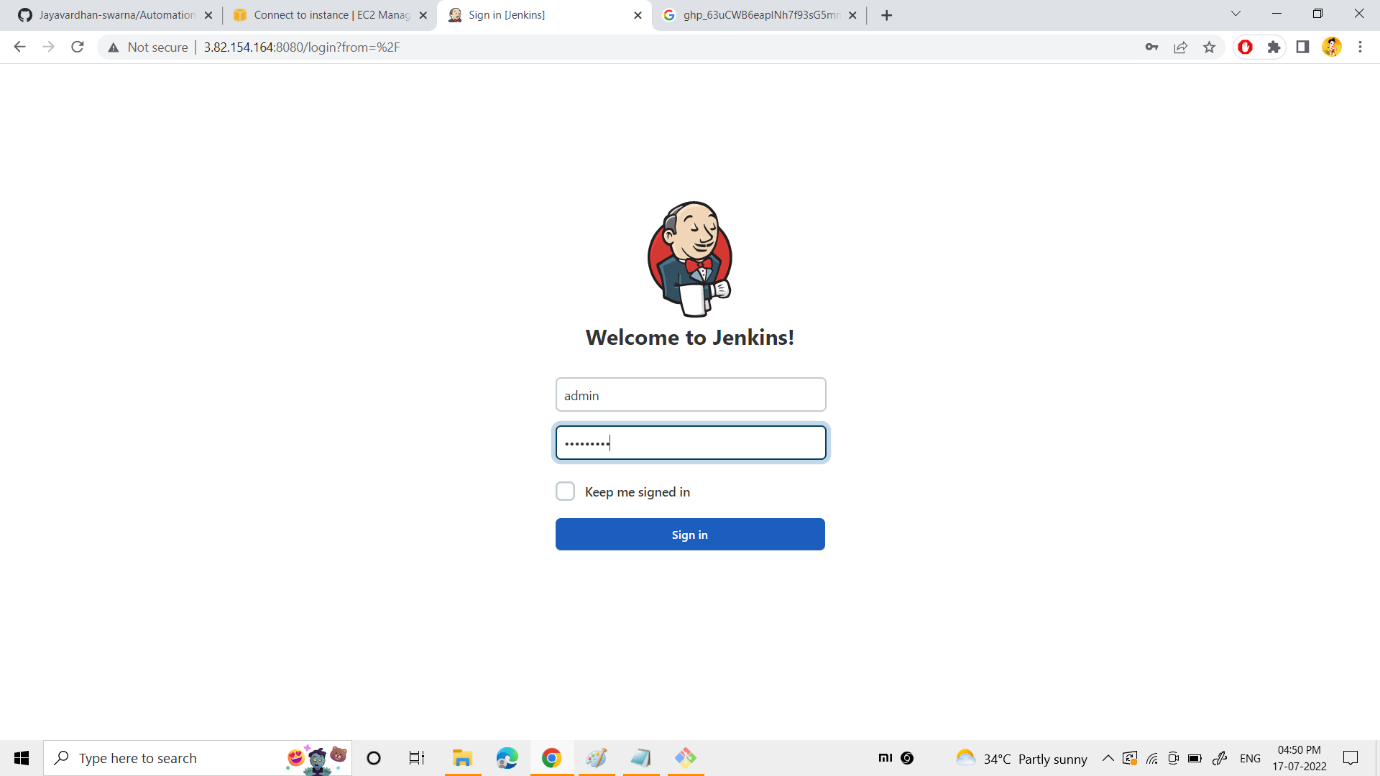 Jayavardhan-swarna/Automation
Connect to instance | EC2 Manag
Sign in [Jenkins]
ghp_63uCWB6eaplNh7f93sG5mr
Not secure
3.82.154.164:8080/login?from=%2F
Welcome to Jenkins!
admin
•••••••••
Keep me signed in
Sign in
Type here to search
34°C Partly sunny
ENG
04:50 PM
17-07-2022